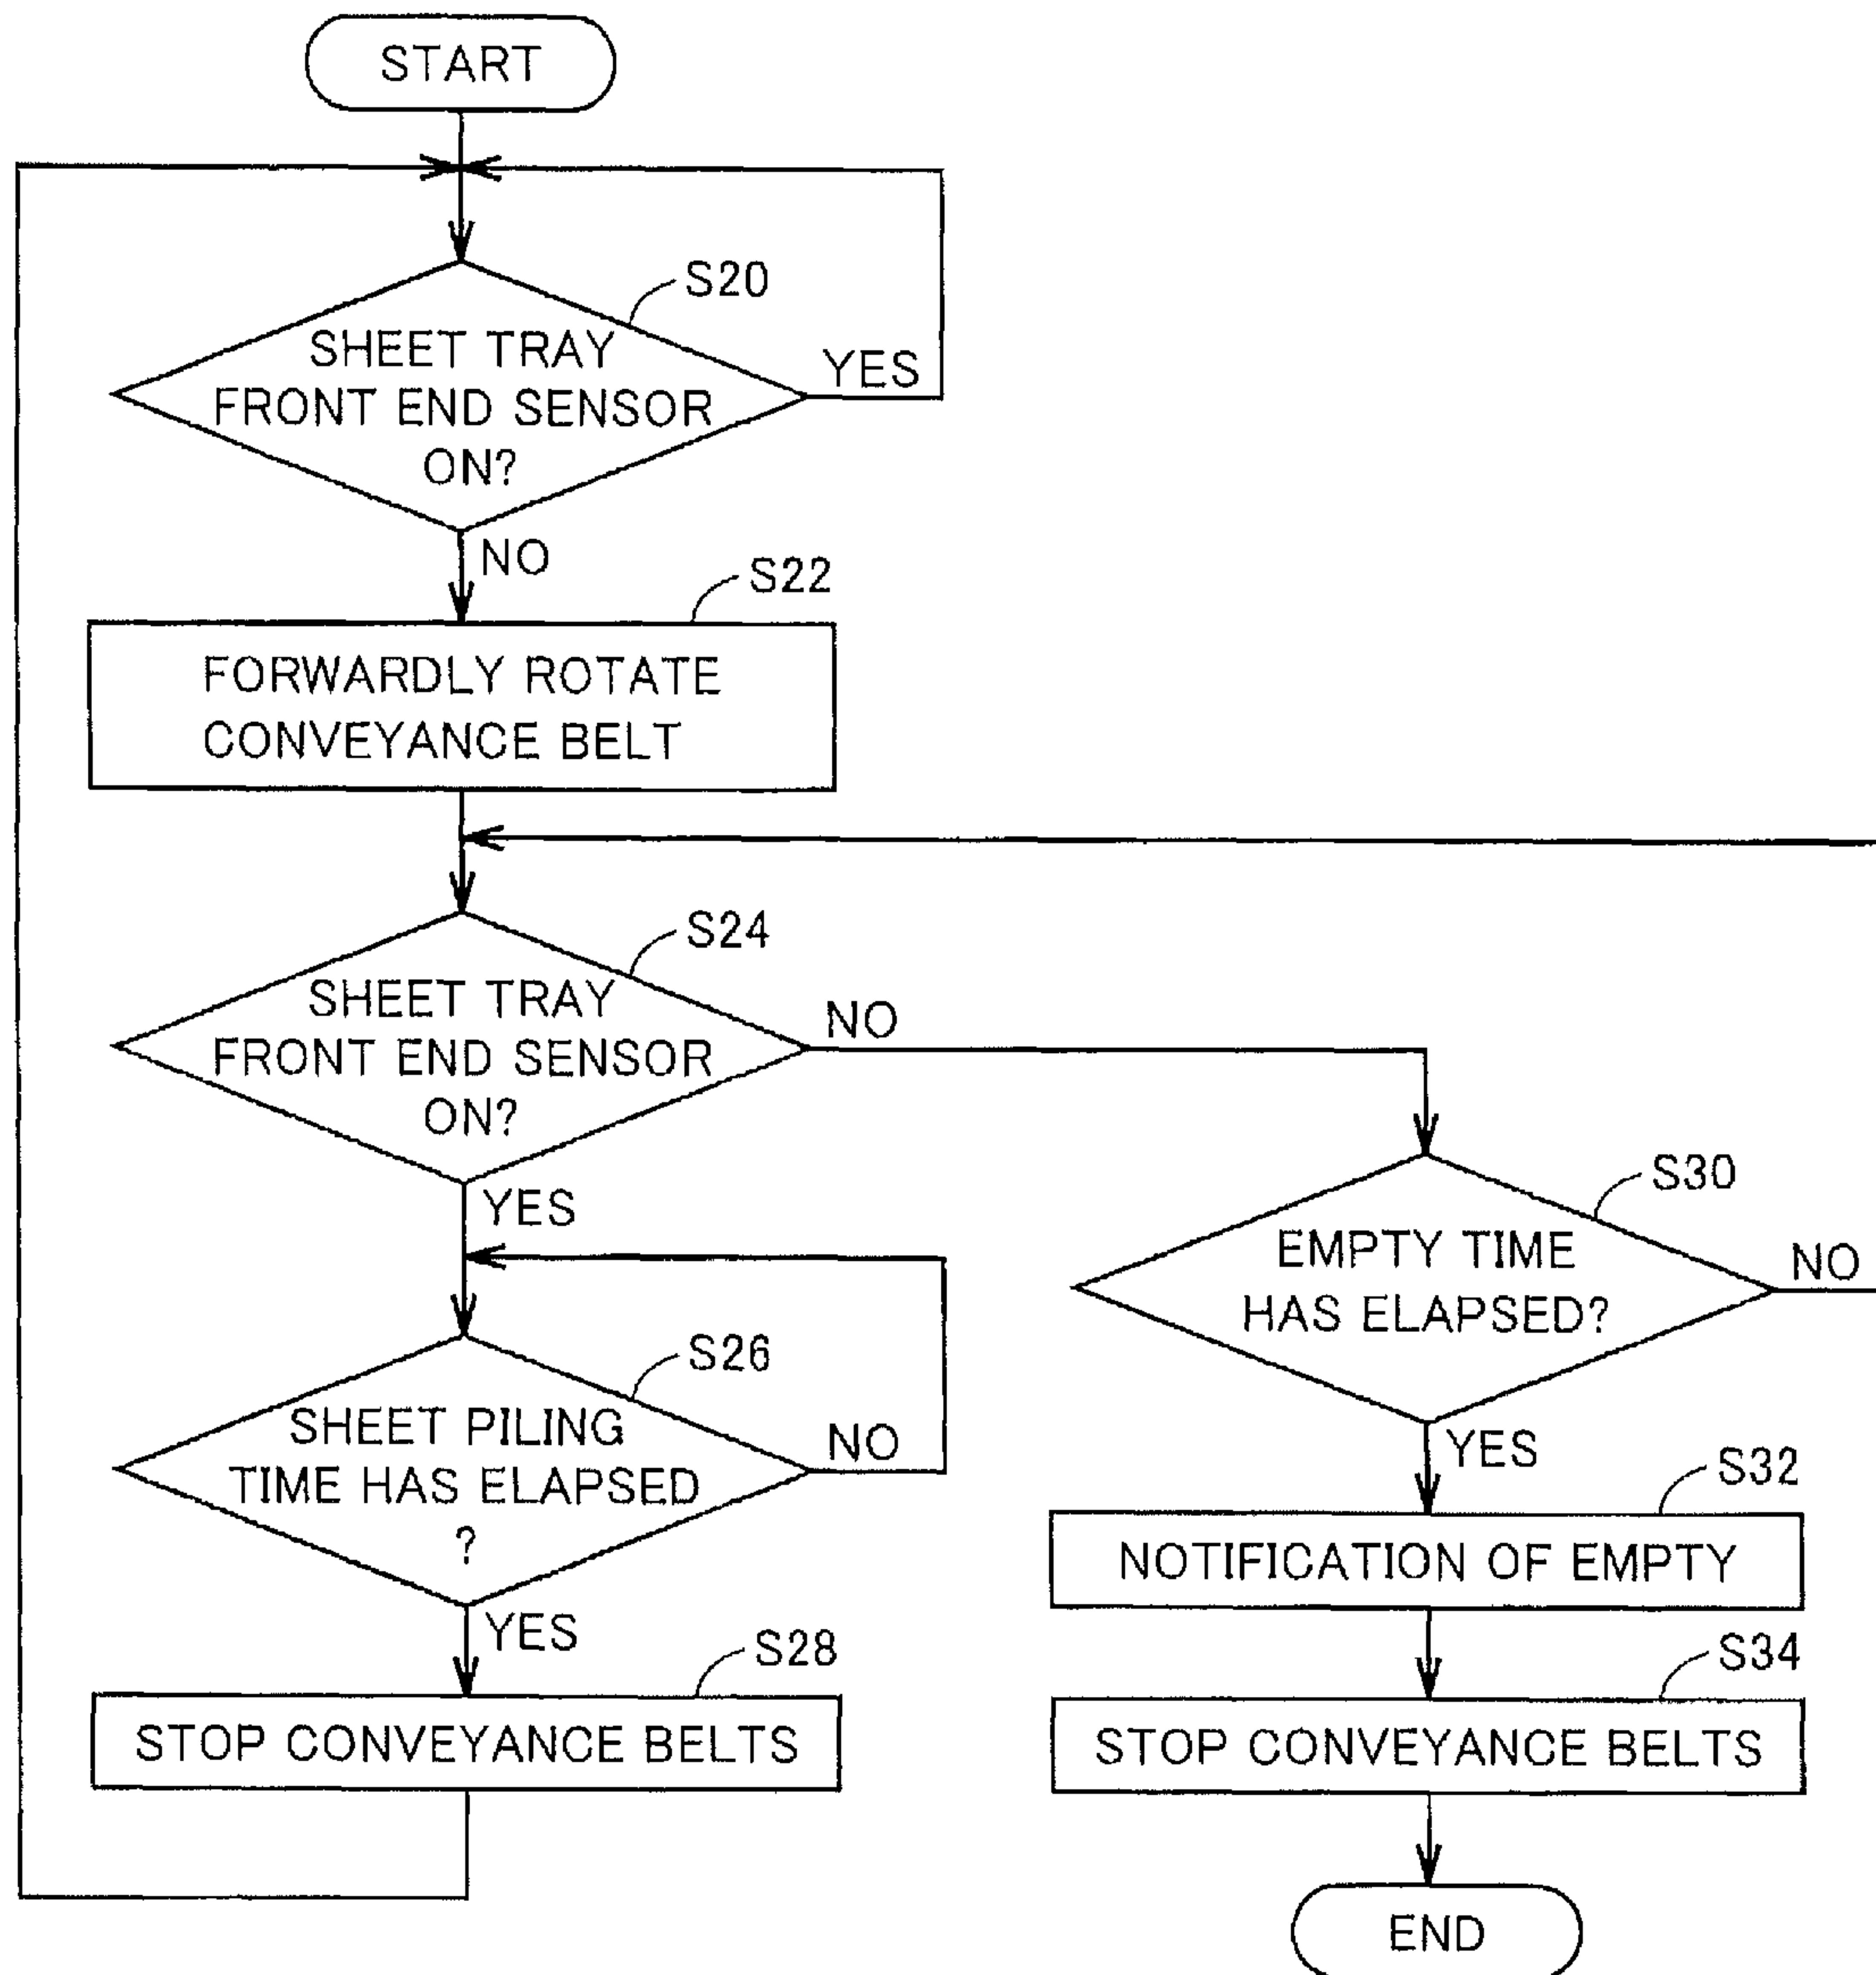 START
S20
SHEET TRAY
FRONT END SENSOR
ON?
YES
NO
S22
FORWARDLY ROTATE
CONVEYANCE BELT
S24
SHEET TRAY
FRONT END SENSOR
ON?
NO
YES
S26
SHEET PILING
TIME HAS ELAPSED
?
NO
YES
S28
STOP CONVEYANCE BELTS
S30
EMPTY TIME
HAS ELAPSED?
NO
YES
S32
NOTIFICATION OF EMPTY
S34
STOP CONVEYANCE BELTS
END